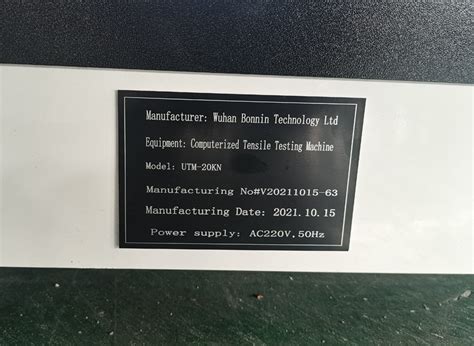 Manufacturer: Wuhan Bonnin Technology Ltd
Equipment: Computerized Tensile Testing Machine
Model: UTM-20KN
Manufacturing No#V20211015-63
Manufacturing Date: 2021.10.15
Power supply: AC220V.50Hz